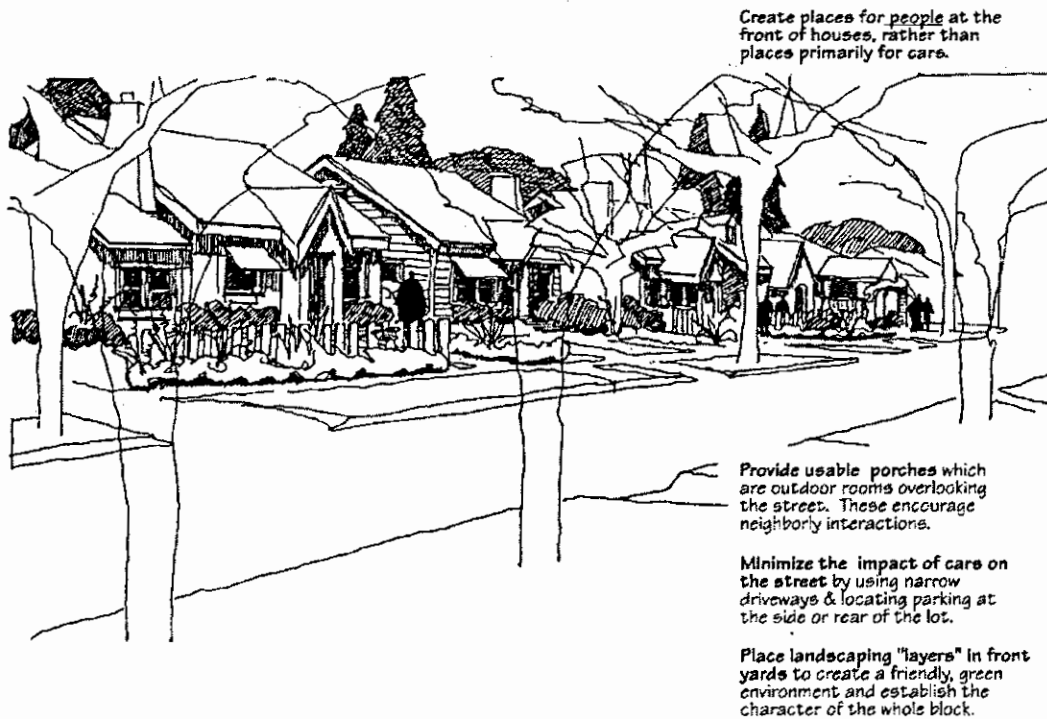 Create places for people at the
front of houses, rather than
places primarily for cars.
Provide usable porches which
are outdoor rooms overlooking
the street. These encourage
neighborly interactions.
Minimize the impact of cars on
the street by using narrow
driveways & locating parking at
the side or rear of the lot.
Place landscaping "layers" in front
yards to create a friendly, green
environment and establish the
character of the whole block.